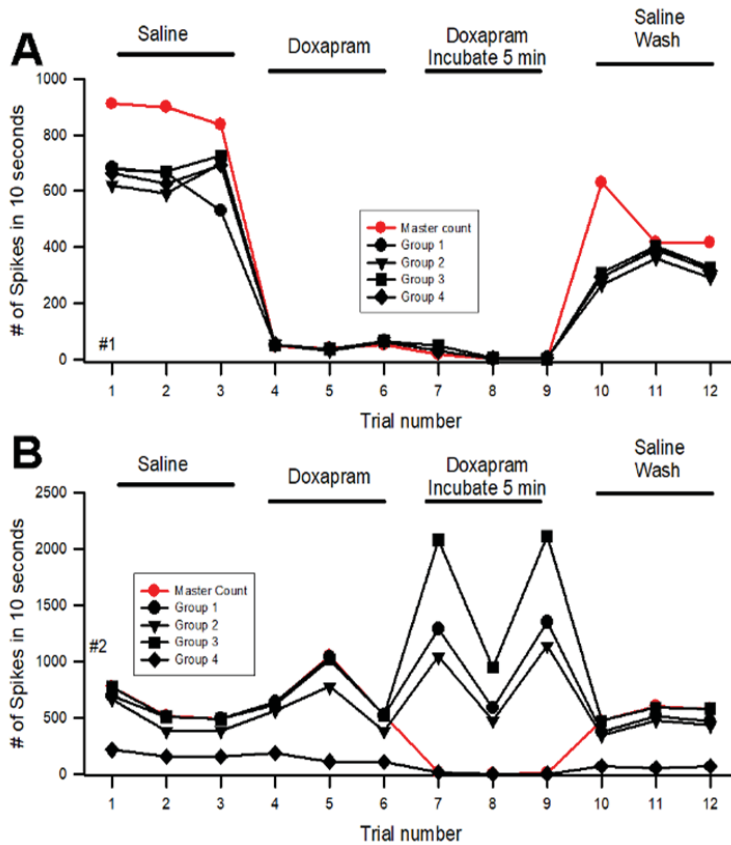 A
Saline
Doxapram
Doxapram
Incubate 5 min
Saline
Wash
# of Spikes in 10 seconds
1000
800
600
400
200
0
#1
Master count
Group 1
Group 2
Group 3
Group 4
1 2 3 4 5 6 7 8 9 10 11 12
Trial number
B
Saline
Doxapram
Doxapram
Incubate 5 min
Saline
Wash
# of Spikes in 10 seconds
2500
2000
1500
1000
500
0
#2
Master Count
Group 1
Group 2
Group 3
Group 4
1 2 3 4 5 6 7 8 9 10 11 12
Trial number